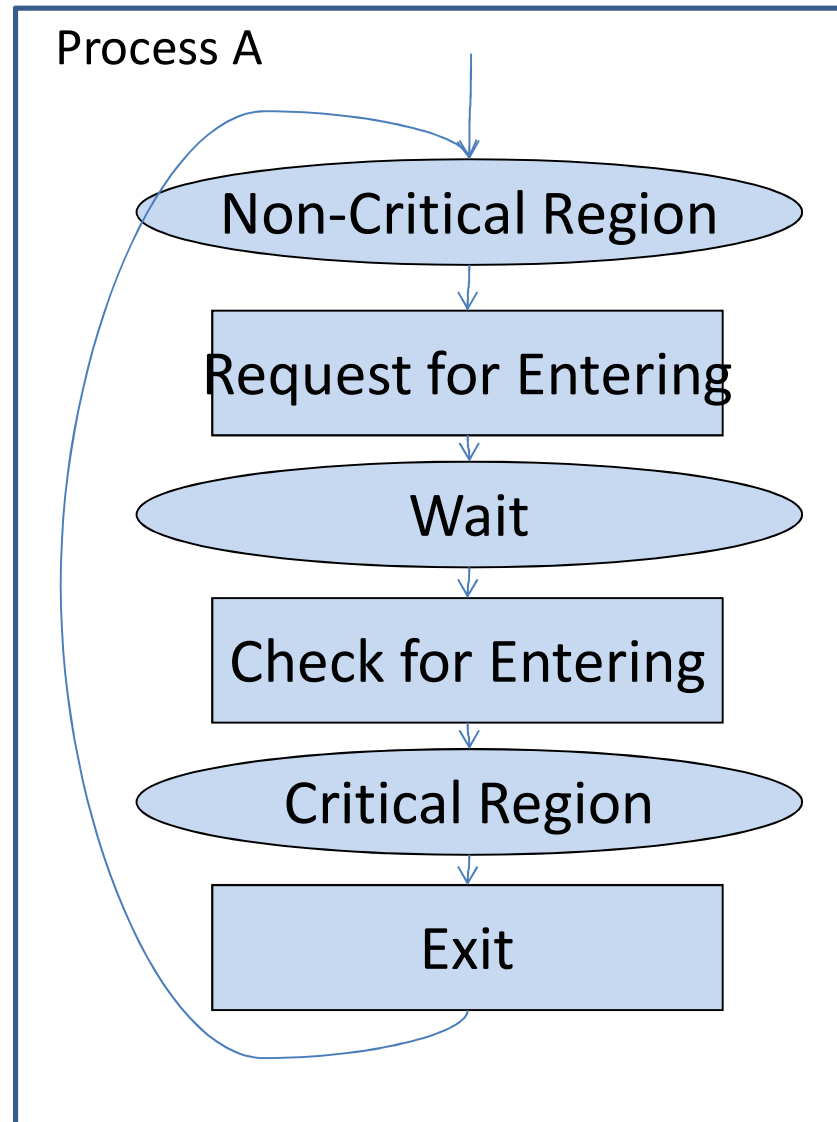 Process A
Non-Critical Region
Request for Entering
Wait
Check for Entering
Critical Region
Exit